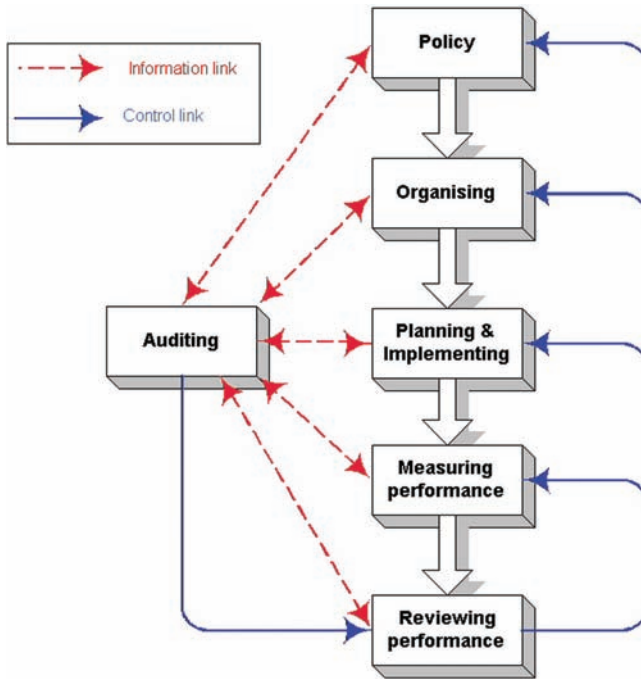 Information link
Control link
Policy
Organising
Auditing
Planning &
Implementing
Measuring
performance
Reviewing
performance